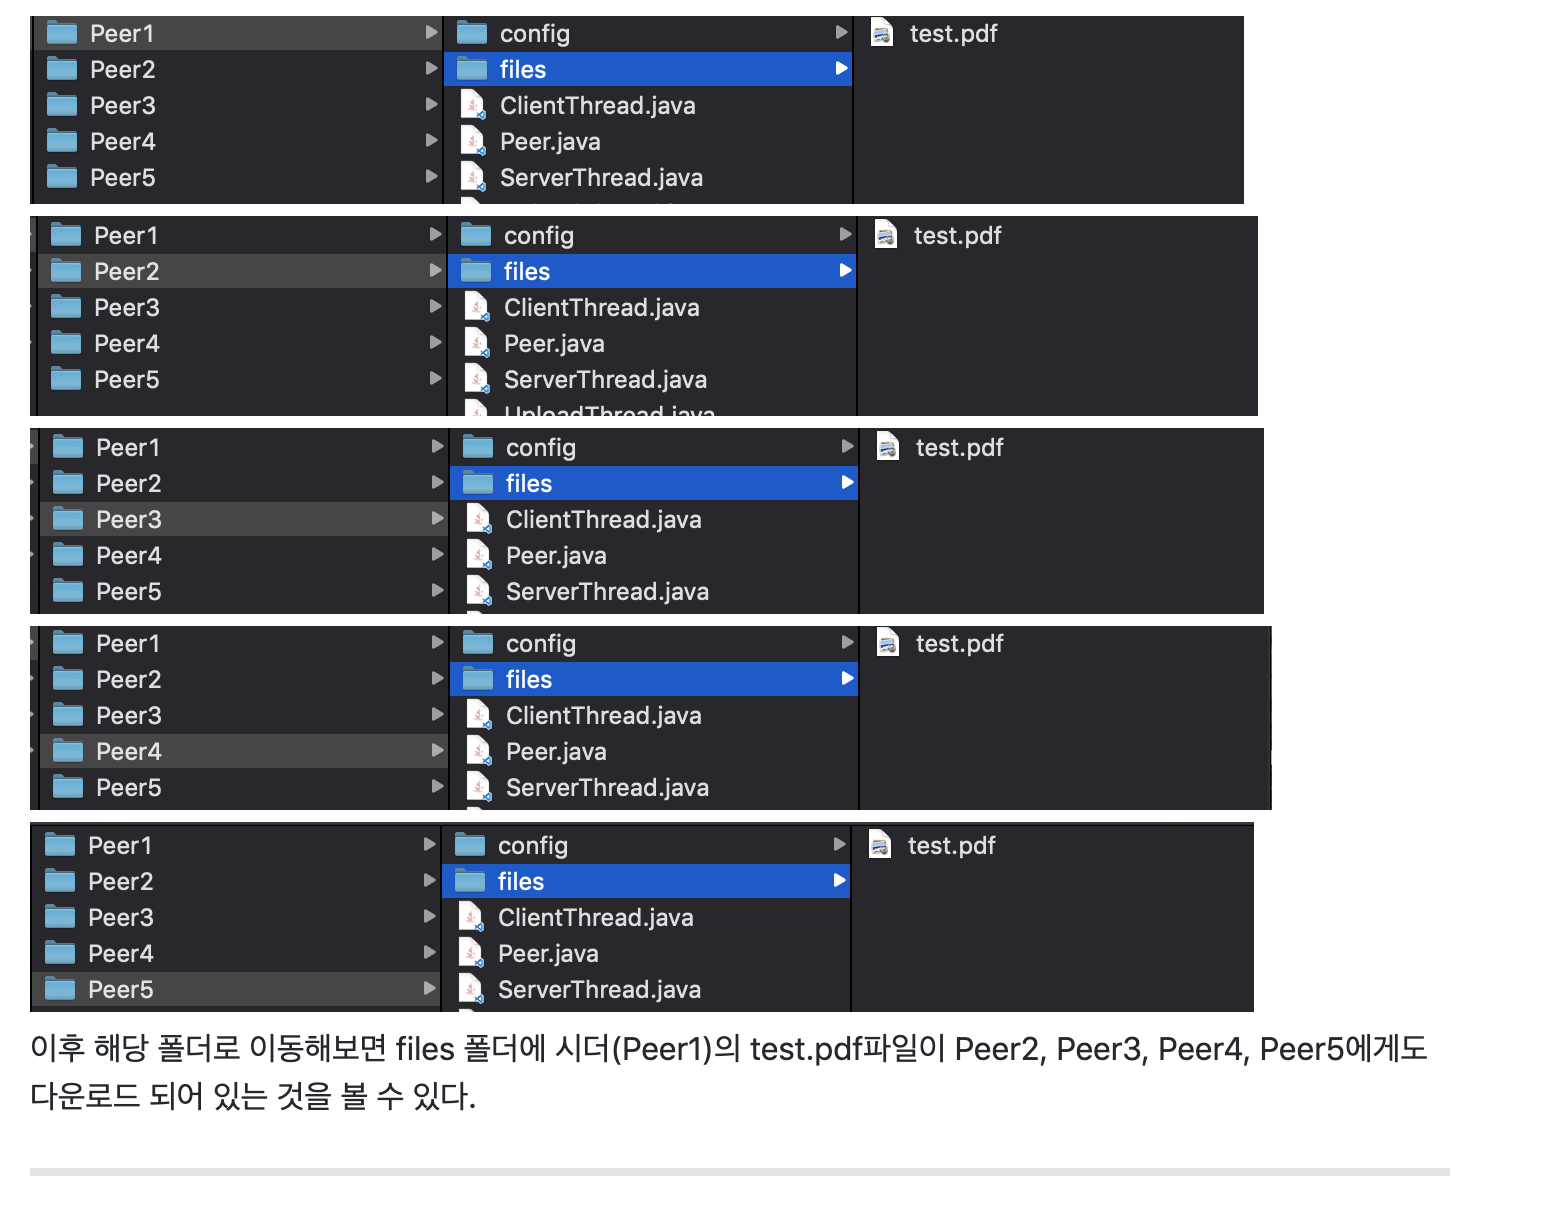 Peer1 config test.pdf
Peer2 files
Peer3 ClientThread.java
Peer4 Peer.java
Peer5 ServerThread.java
Peer1 config test.pdf
Peer2 files
Peer3 ClientThread.java
Peer4 Peer.java
Peer5 ServerThread.java
UploadThread.java
Peer1 config test.pdf
Peer2 files
Peer3 ClientThread.java
Peer4 Peer.java
Peer5 ServerThread.java
Peer1 config test.pdf
Peer2 files
Peer3 ClientThread.java
Peer4 Peer.java
Peer5 ServerThread.java
Peer1 config test.pdf
Peer2 files
Peer3 ClientThread.java
Peer4 Peer.java
Peer5 ServerThread.java
이후 해당 폴더로 이동해보면 files 폴더에 시더(Peer1)의 test.pdf파일이 Peer2, Peer3, Peer4, Peer5에게도
다운로드 되어 있는 것을 볼 수 있다.